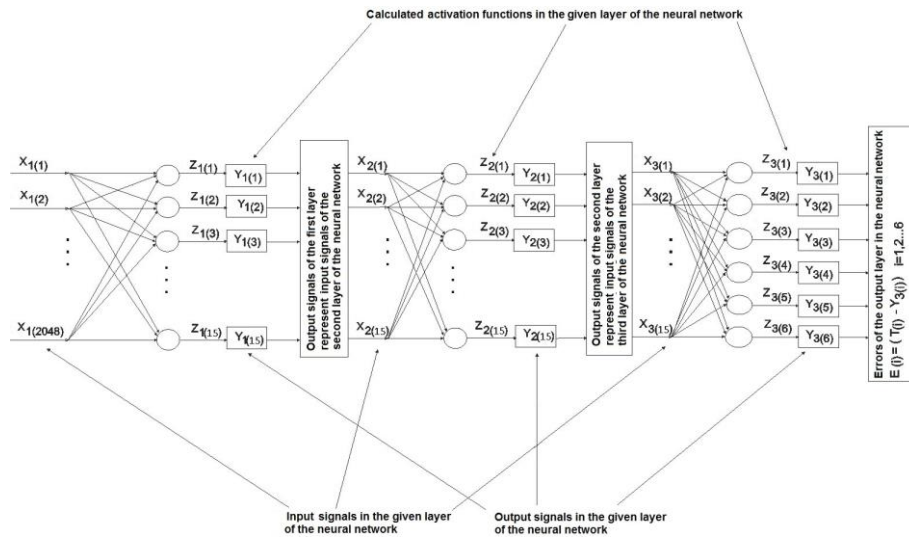 Calculated activation functions in the given layer of the neural network
X1(1)
X1(2)
X1(2048)
Z1(1)
Z1(2)
Z1(3)
Z1(15)
Y1(1)
Y1(2)
Y1(3)
Y1(15)
Output signals of the first layer
represent input signals of the
second layer of the neural network
X2(1)
X2(2)
X2(15)
Z2(1)
Z2(2)
Z2(3)
Z2(15)
Y2(1)
Y2(2)
Y2(3)
Y2(15)
Output signals of the second layer
represent input signals of the
third layer of the neural network
X3(1)
X3(2)
X3(15)
Z3(1)
Z3(2)
Z3(3)
Z3(4)
Z3(5)
Z3(6)
Y3(1)
Y3(2)
Y3(3)
Y3(4)
Y3(5)
Y3(6)
Errors of the output layer in the neural network
E(i) = (T(i) - Y3(i)) i=1,2...6
Input signals in the given layer
of the neural network
Output signals in the given layer
of the neural network